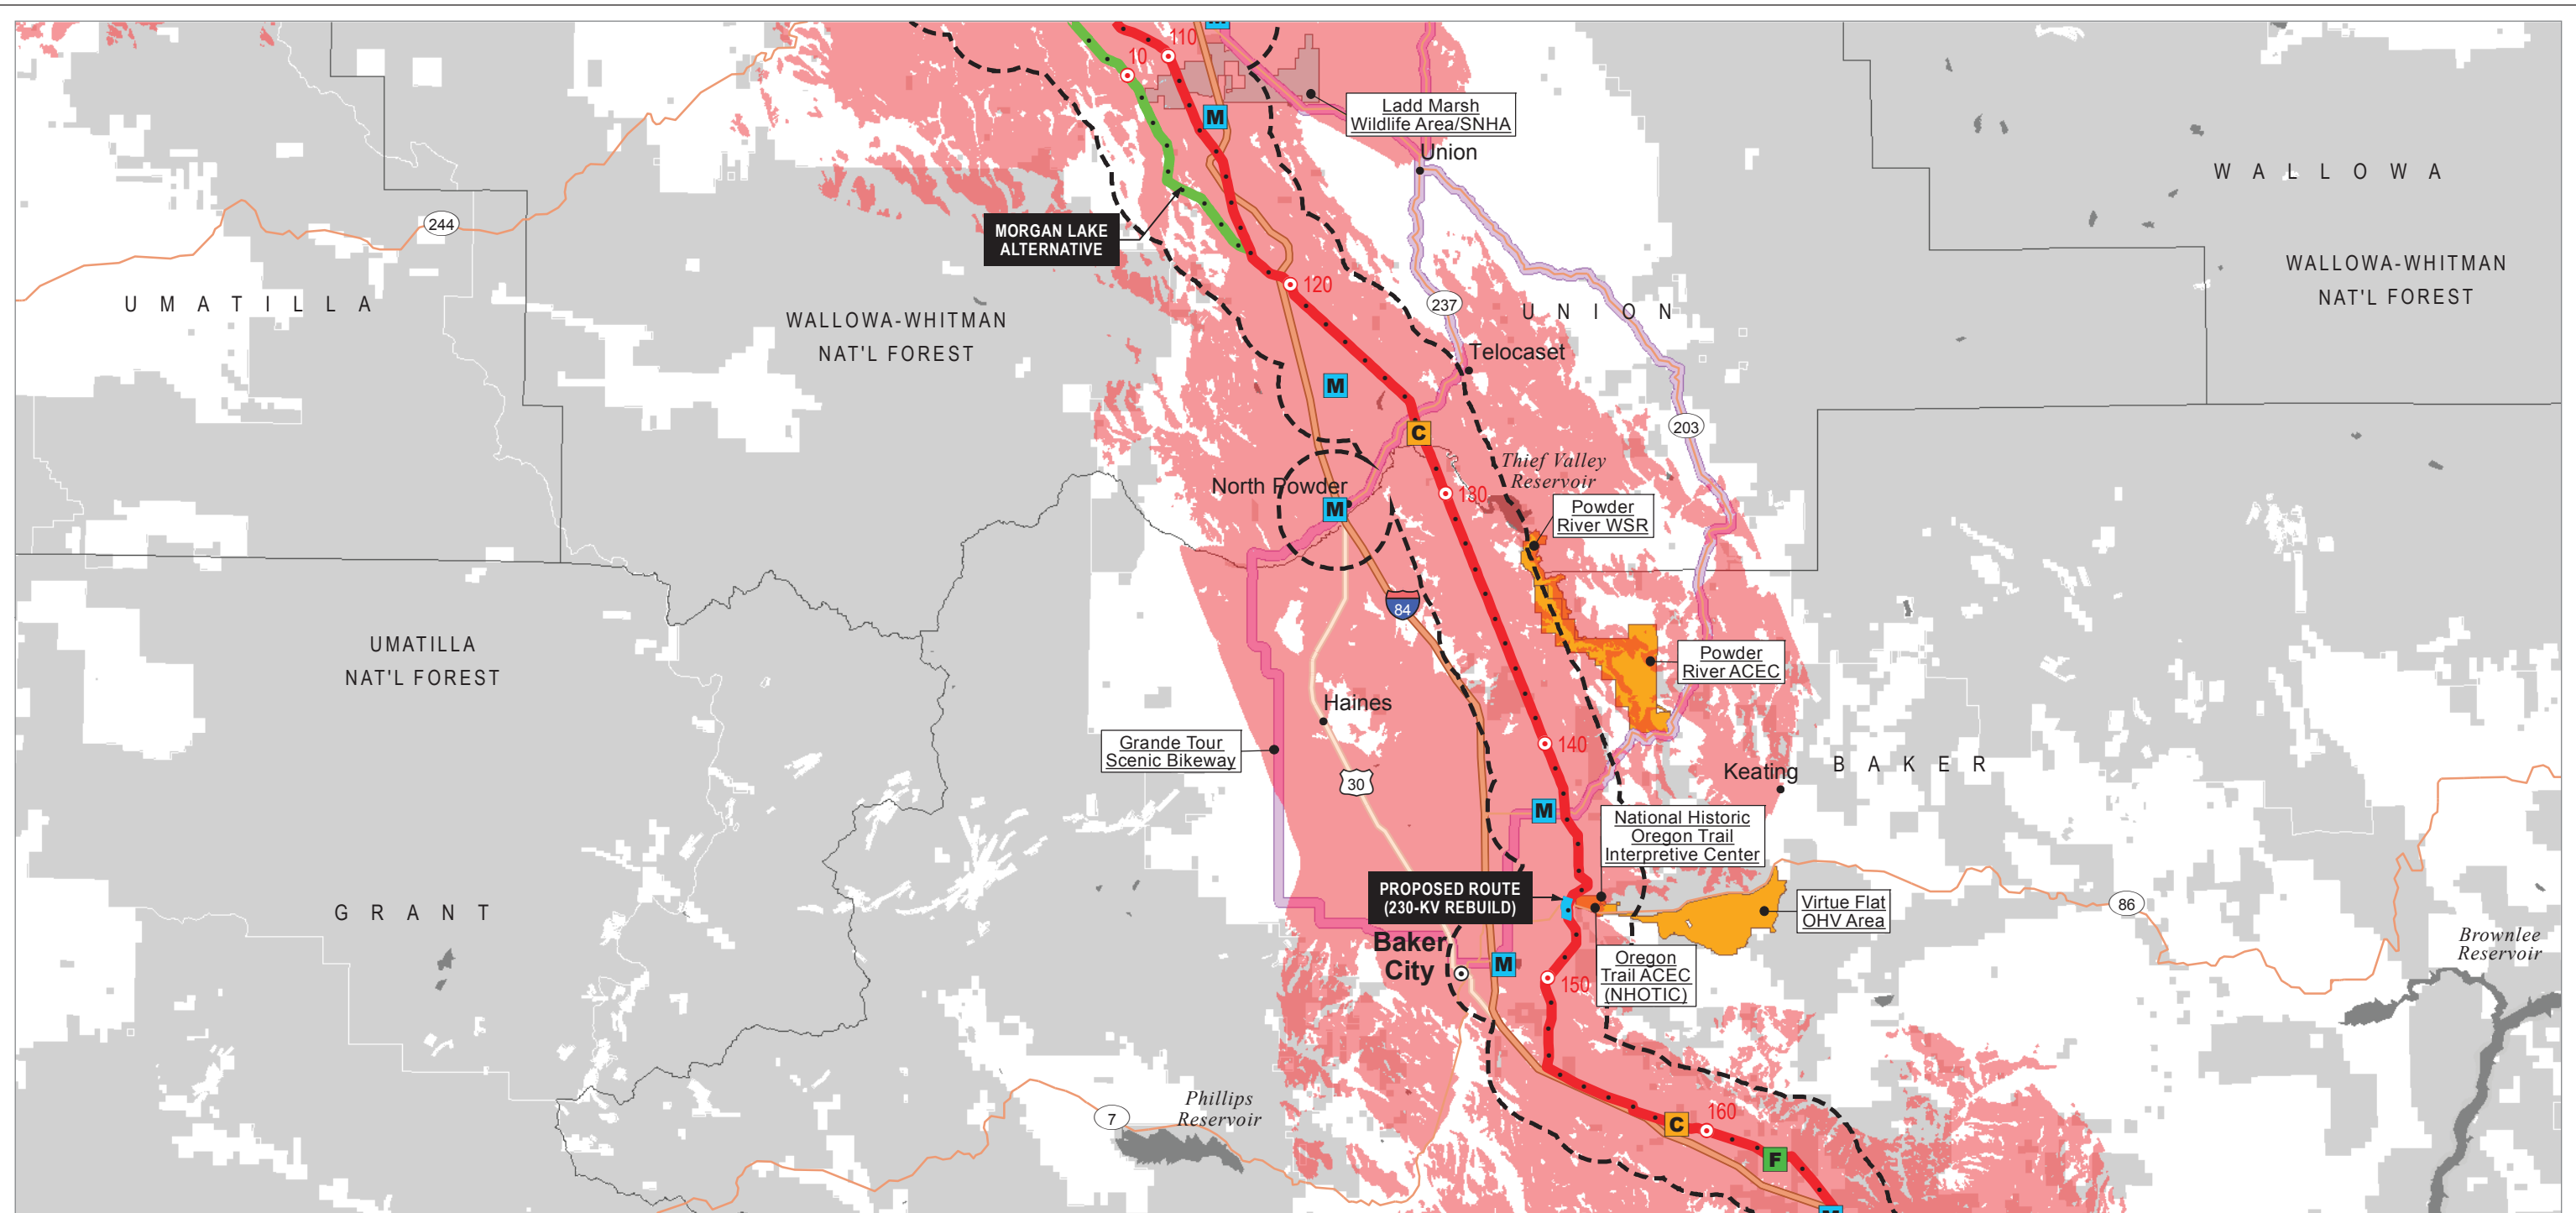 110
10
M
Ladd Marsh
Wildlife Area/SNHA
Union
W A L L O W A
244
MORGAN LAKE
ALTERNATIVE
WALLOWA-WHITMAN
NAT'L FOREST
U M A T I L L A
120
237
U N I O N
WALLOWA-WHITMAN
NAT'L FOREST
Telocaset
M
203
C
Thief Valley
Reservoir
North Powder
130
M
Powder
River WSR
84
UMATILLA
NAT'L FOREST
Powder
River ACEC
Haines
Grande Tour
Scenic Bikeway
140
30
Keating
B A K E R
M
National Historic
Oregon Trail
Interpretive Center
PROPOSED ROUTE
(230-KV REBUILD)
Virtue Flat
OHV Area
86
G R A N T
Baker
City
M
Oregon
Trail ACEC
(NHOTIC)
150
Brownlee
Reservoir
Phillips
Reservoir
7
C
160
F